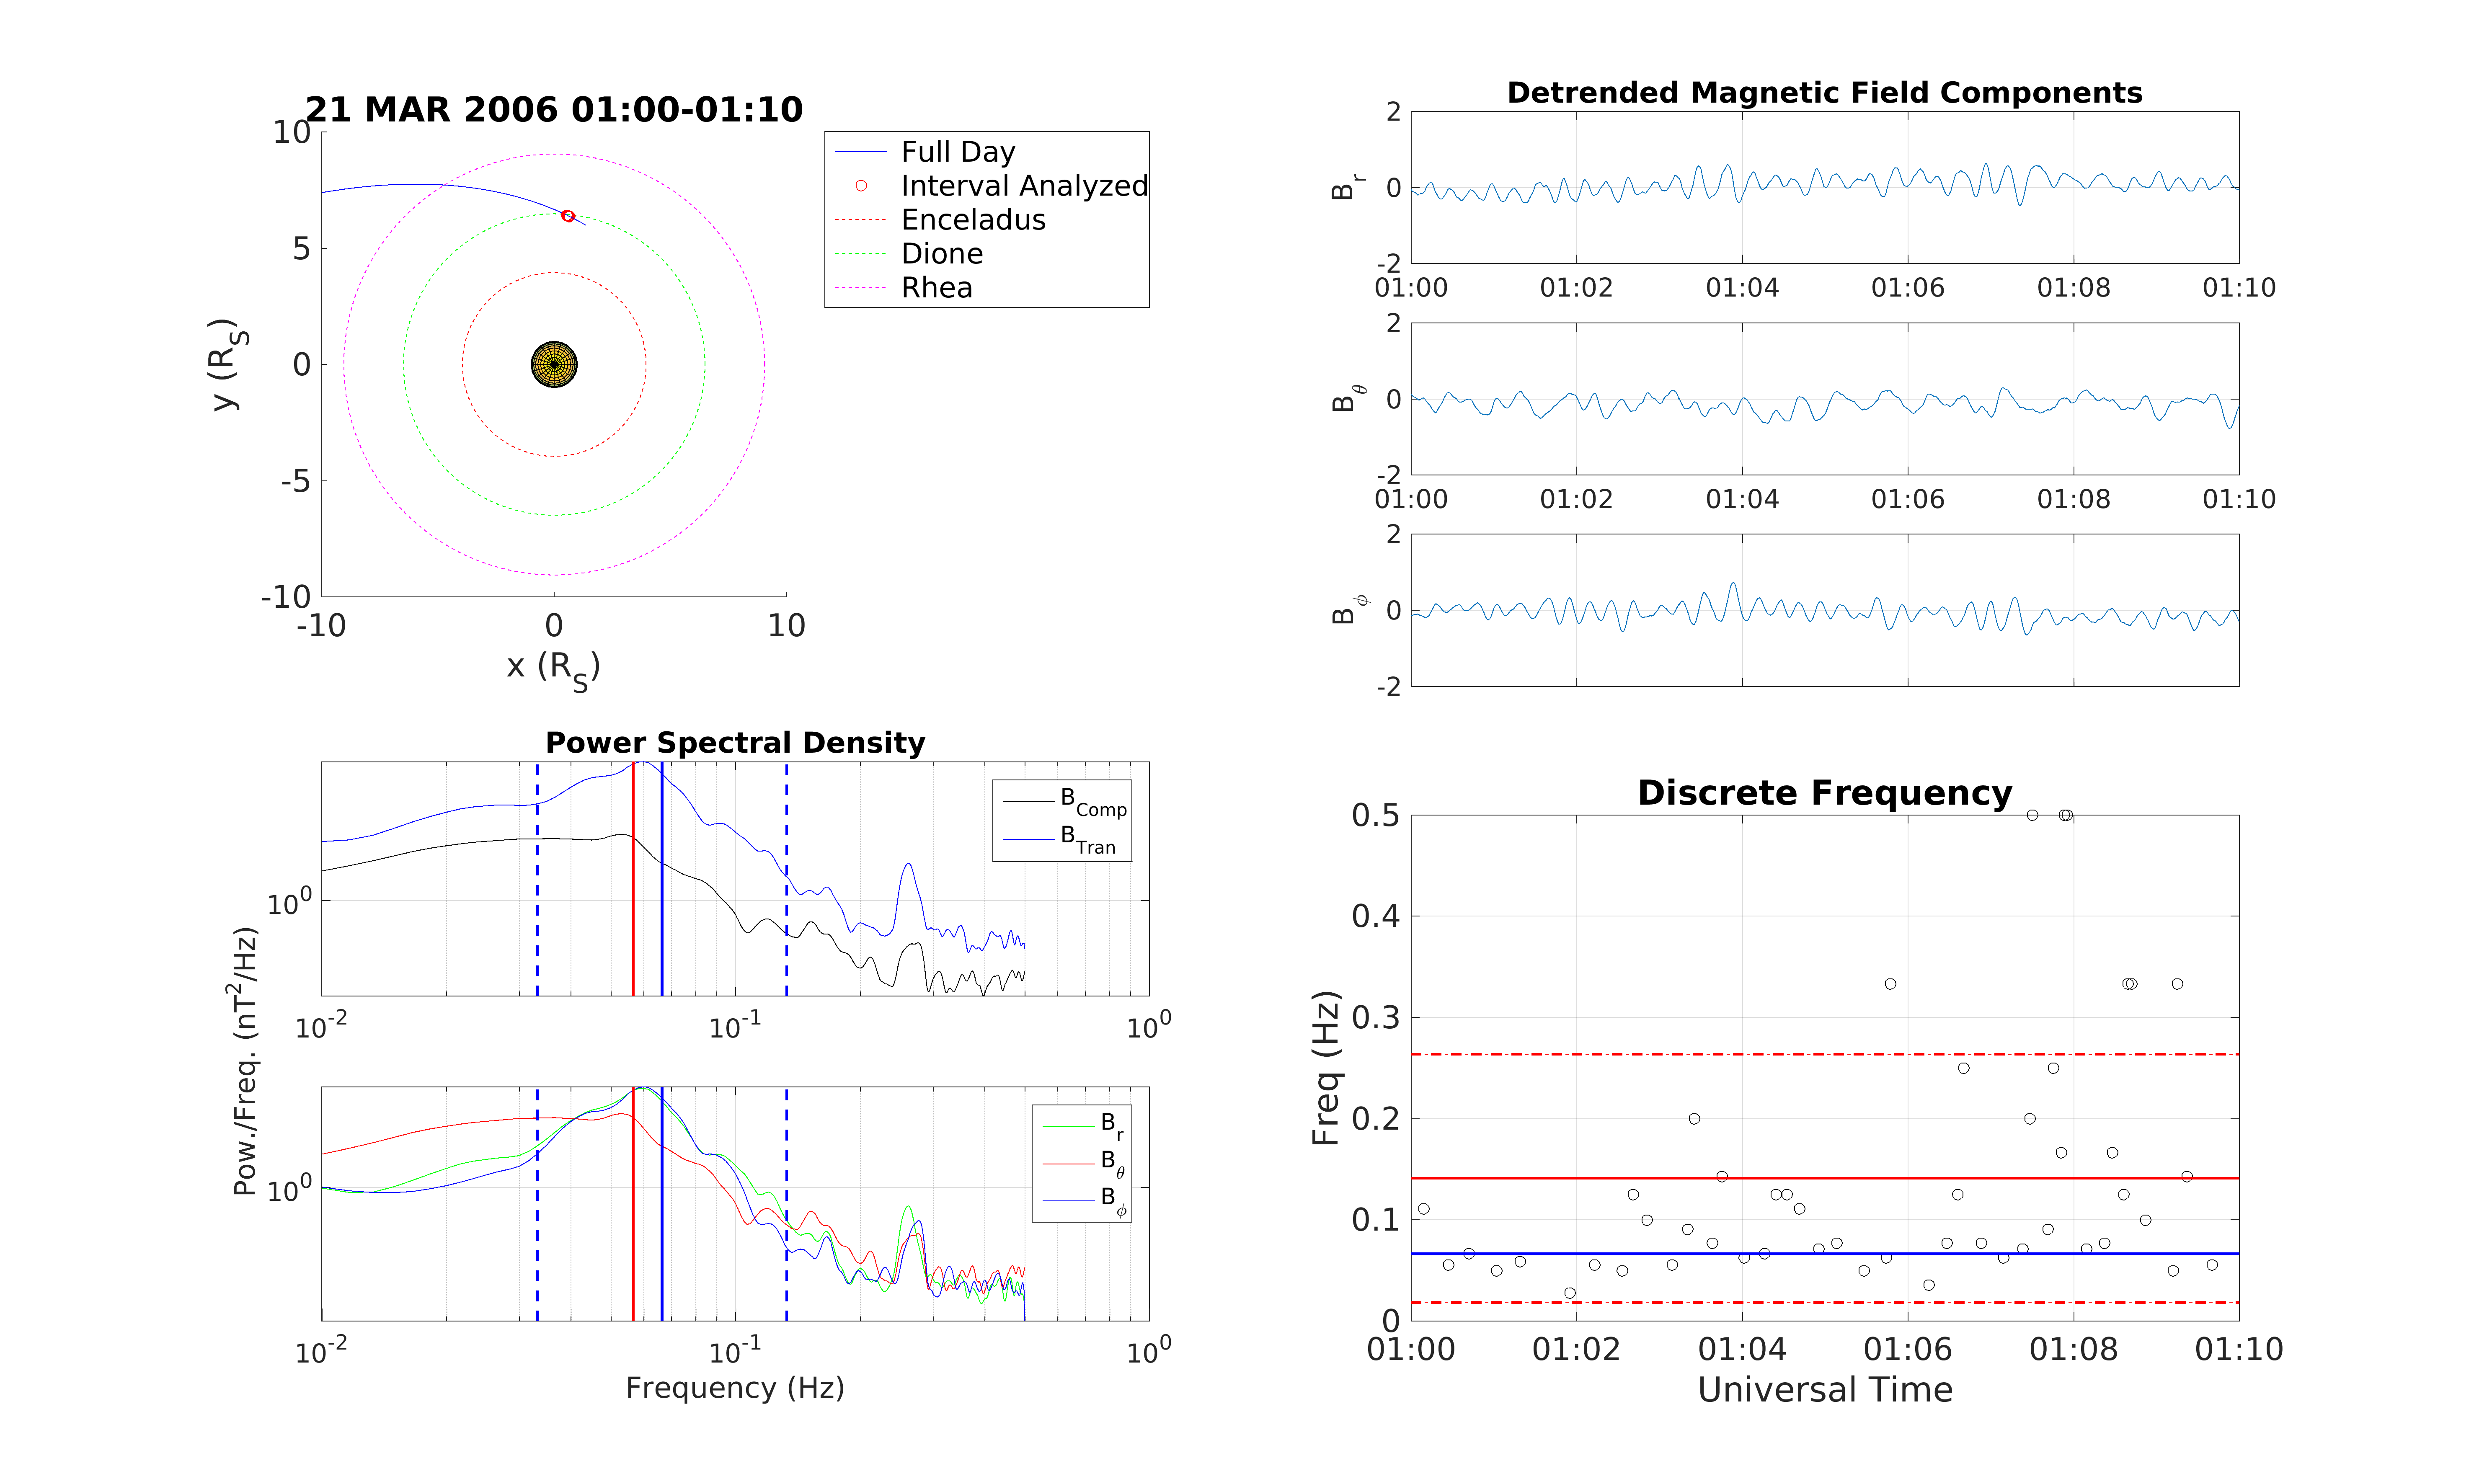 21 MAR 2006 01:00-01:10
10
5
0
-5
-10
y (R_S)
-10 0 10
x (R_S)
Full Day
Interval Analyzed
Enceladus
Dione
Rhea
Detrended Magnetic Field Components
2
0
-2
B_r
01:00 01:02 01:04 01:06 01:08 01:10
2
0
-2
B_θ
01:00 01:02 01:04 01:06 01:08 01:10
2
0
-2
B_ϕ
Power Spectral Density
B_Comp
B_Tran
10^0
10^-2 10^-1 10^0
Pow./Freq. (nT^2/Hz)
B_r
B_θ
B_ϕ
10^0
10^-2 10^-1 10^0
Frequency (Hz)
Discrete Frequency
0.5
0.4
0.3
0.2
0.1
0
Freq (Hz)
01:00 01:02 01:04 01:06 01:08 01:10
Universal Time